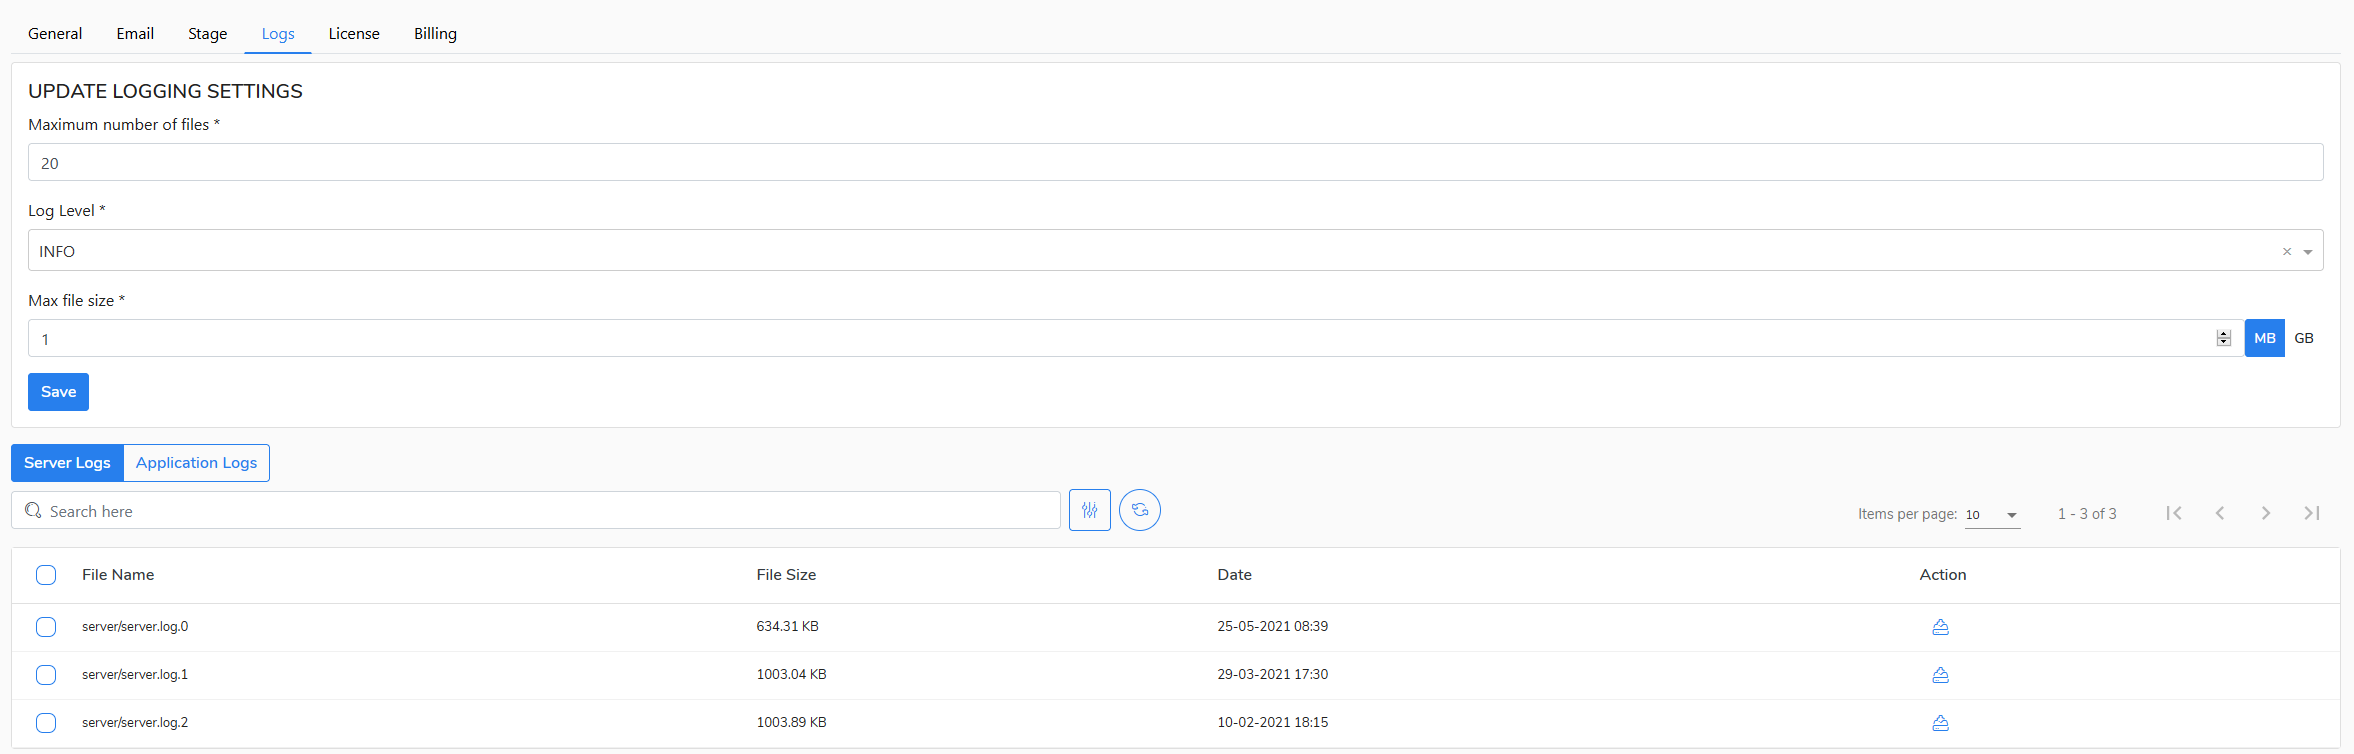 General Email Stage Logs License Billing
UPDATE LOGGING SETTINGS
Maximum number of files *
20
Log Level *
INFO
Max file size *
1 MB GB
Save
Server Logs Application Logs
Search here Items per page: 10 1 - 3 of 3
File Name File Size Date Action
server/server.log.0 634.31 KB 25-05-2021 08:39
server/server.log.1 1003.04 KB 29-03-2021 17:30
server/server.log.2 1003.89 KB 10-02-2021 18:15